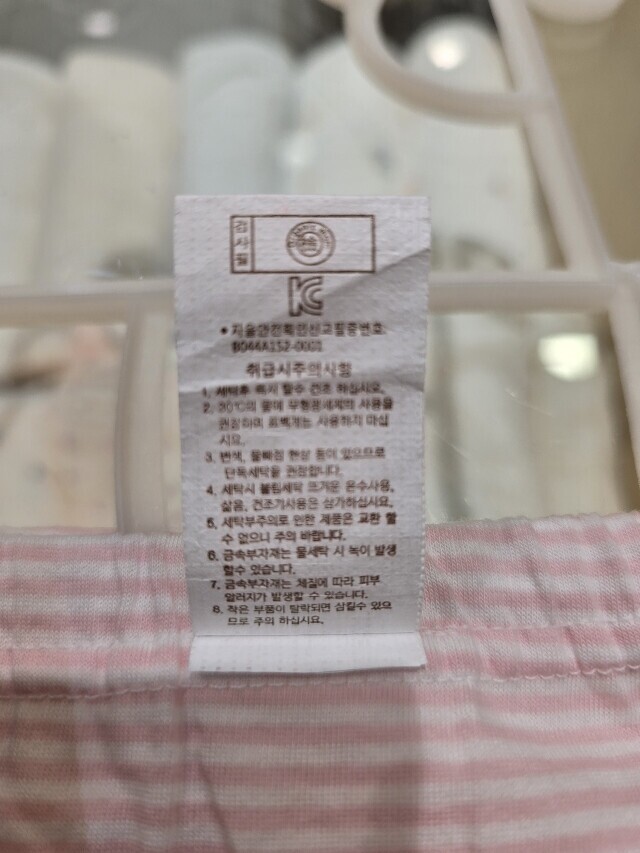 검사필
KC
• 자율안전확인신고필증번호
B044A152-0001
취급시주의사항
1. 세탁후 즉시 탈수 건조 하십시오.
2. 30℃의 물에 무형광세제의 사용을
권장하며 표백제는 사용하지 마십
시요.
3. 변색, 물빠짐 현상 등이 있으므로
단독세탁을 권장합니다.
4. 세탁시 불림세탁 뜨거운 온수사용,
삶음, 건조기사용은 삼가하십시요.
5. 세탁부주의로 인한 제품은 교환 할
수 없으니 주의 바랍니다.
6. 금속부자재는 물세탁 시 녹이 발생
할수 있습니다.
7. 금속부자재는 체질에 따라 피부
알러지가 발생할 수 있습니다.
8. 작은 부품이 탈락되면 삼킬수 있으
므로 주의 하십시요.